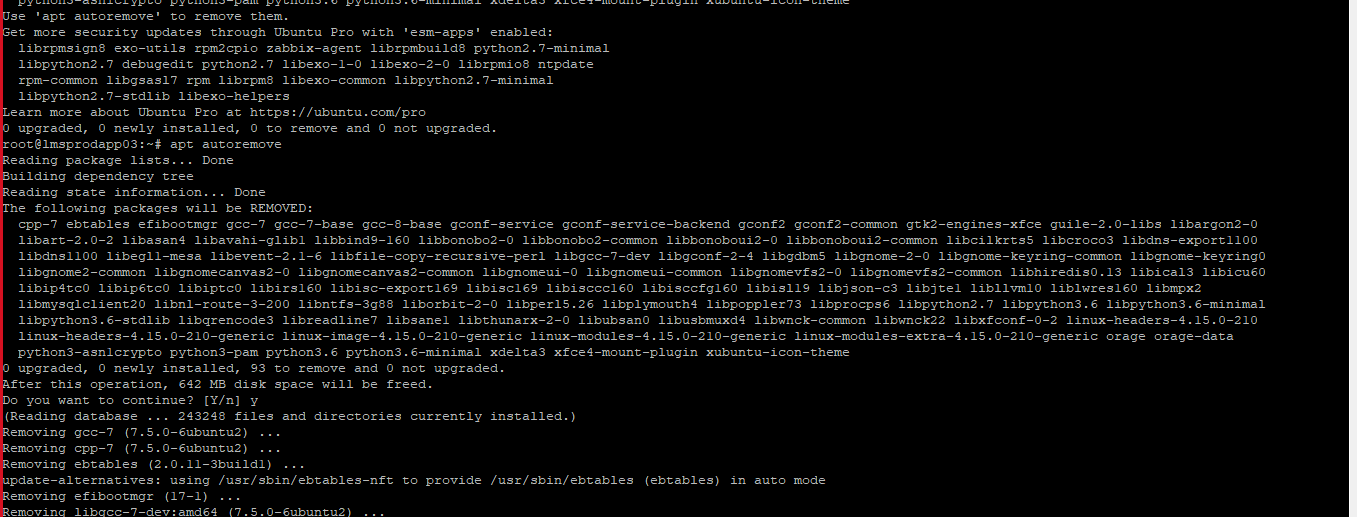 python3-asn1crypto python3-pam python3.6 python3.6-minimal xdelta3 xfce4-mount-plugin xubuntu-icon-theme
Use 'apt autoremove' to remove them.
Get more security updates through Ubuntu Pro with 'esm-apps' enabled:
librpmsign8 exo-utils rpm2cpio zabbix-agent librpmbuild8 python2.7-minimal
libpython2.7 debugedit python2.7 libexo-1-0 libexo-2-0 librpmio8 ntpdate
rpm-common libgsasl7 rpm librpm8 libexo-common libpython2.7-minimal
libpython2.7-stdlib libexo-helpers
Learn more about Ubuntu Pro at https://ubuntu.com/pro
0 upgraded, 0 newly installed, 0 to remove and 0 not upgraded.
root@lmsprodapp03:~# apt autoremove
Reading package lists... Done
Building dependency tree
Reading state information... Done
The following packages will be REMOVED:
cpp-7 ebtables efibootmgr gcc-7 gcc-7-base gcc-8-base gconf-service gconf-service-backend gconf2 gconf2-common gtk2-engines-xfce guile-2.0-libs libargon2-0
libart-2.0-2 libasan4 libavahi-glib1 libbind9-160 libbonobo2-0 libbonobo2-common libbonoboui2-0 libbonoboui2-common libcilkrts5 libcroco3 libdns-export1100
libdns1100 libegl1-mesa libevent-2.1-6 libfile-copy-recursive-perl libgcc-7-dev libgconf-2-4 libgdbm5 libgnome-2-0 libgnome-keyring-common libgnome-keyring0
libgnome2-common libgnomecanvas2-0 libgnomecanvas2-common libgnomeui-0 libgnomeui-common libgnomevfs2-0 libgnomevfs2-common libhiredis0.13 libical3 libicu60
libip4tc0 libip6tc0 libiptc0 libirs160 libisc-export169 libisc169 libisccc160 libisccfg160 libisl19 libjson-c3 libjte1 libllvm10 liblwres160 libmpx2
libmysqlclient20 libnl-route-3-200 libntfs-3g88 liborbit-2-0 libperl5.26 libplymouth4 libpoppler73 libprocps6 libpython2.7 libpython3.6 libpython3.6-minimal
libpython3.6-stdlib libqrencode3 libreadline7 libsane1 libthunarx-2-0 libubsan0 libusbmuxd4 libwnck-common libwnck22 libxfconf-0-2 linux-headers-4.15.0-210
linux-headers-4.15.0-210-generic linux-image-4.15.0-210-generic linux-modules-4.15.0-210-generic linux-modules-extra-4.15.0-210-generic orage orage-data
python3-asn1crypto python3-pam python3.6 python3.6-minimal xdelta3 xfce4-mount-plugin xubuntu-icon-theme
0 upgraded, 0 newly installed, 93 to remove and 0 not upgraded.
After this operation, 642 MB disk space will be freed.
Do you want to continue? [Y/n] y
(Reading database ... 243248 files and directories currently installed.)
Removing gcc-7 (7.5.0-6ubuntu2) ...
Removing cpp-7 (7.5.0-6ubuntu2) ...
Removing ebtables (2.0.11-3build1) ...
update-alternatives: using /usr/sbin/ebtables-nft to provide /usr/sbin/ebtables (ebtables) in auto mode
Removing efibootmgr (17-1) ...
Removing libgcc-7-dev:amd64 (7.5.0-6ubuntu2) ...